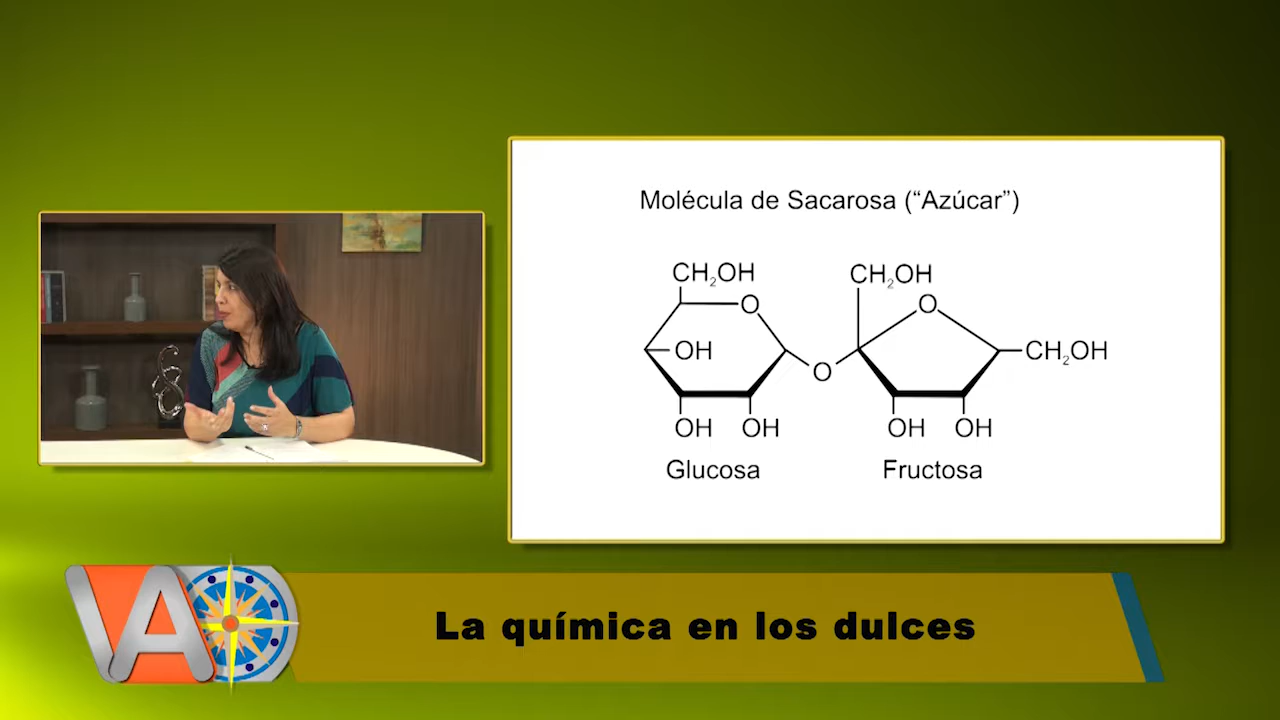 Molécula de Sacarosa (“Azúcar”)
CH₂OH CH₂OH
O O
OH O CH₂OH
OH OH OH OH
Glucosa Fructosa
VA
La química en los dulces